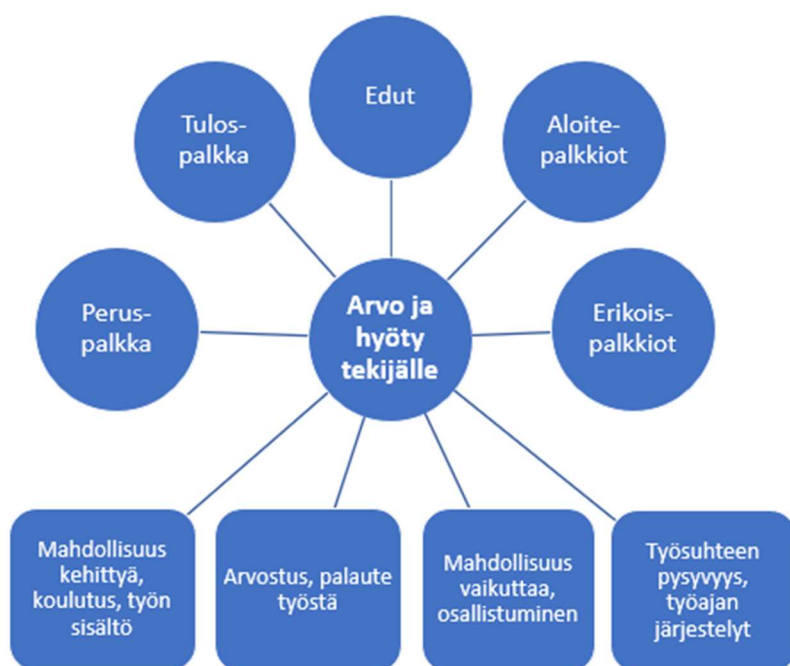 Edut
Tulos-
palkka
Aloite-
palkkiot
Perus-
palkka
Arvo ja
hyöty
tekijälle
Erikois-
palkkiot
Mahdollisuus
kehittyä,
koulutus, työn
sisältö
Arvostus, palaute
työstä
Mahdollisuus
vaikuttaa,
osallistuminen
Työsuhteen
pysyvyys,
työajan
järjestelyt